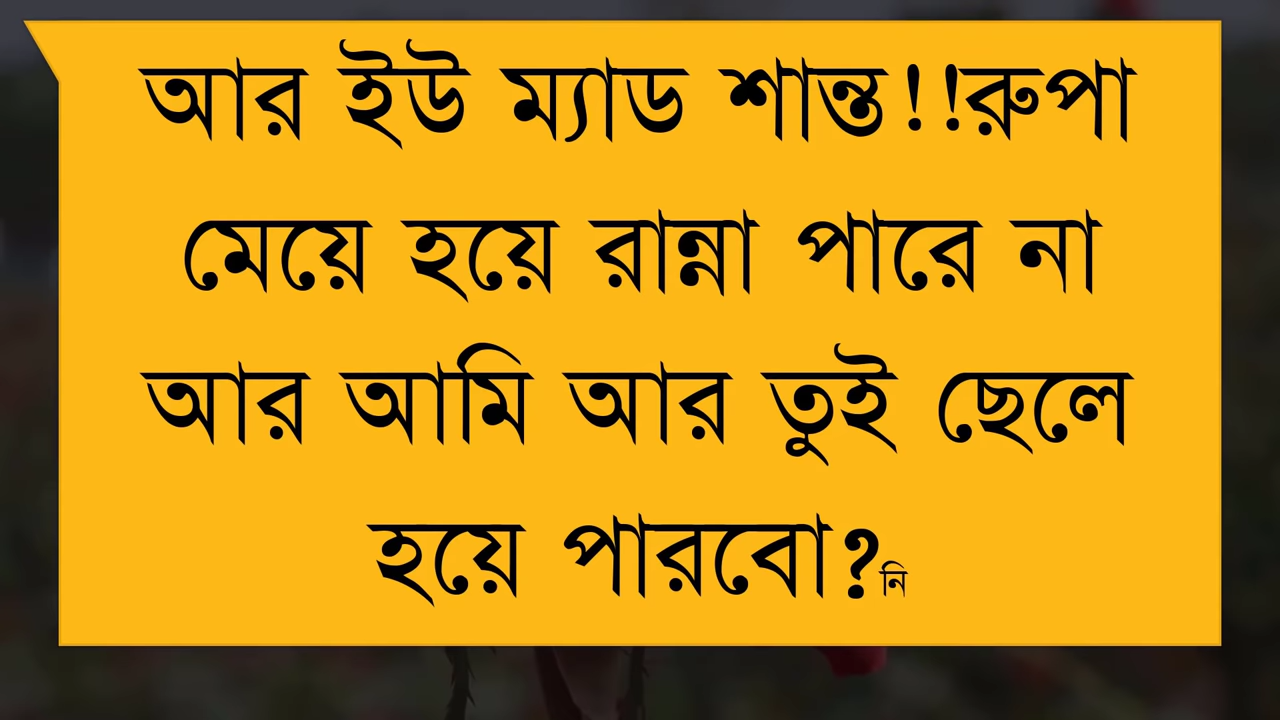 আর ইউ ম্যাড শান্ত!!রুপা
মেয়ে হয়ে রান্না পারে না
আর আমি আর তুই ছেলে
হয়ে পারবো?নি